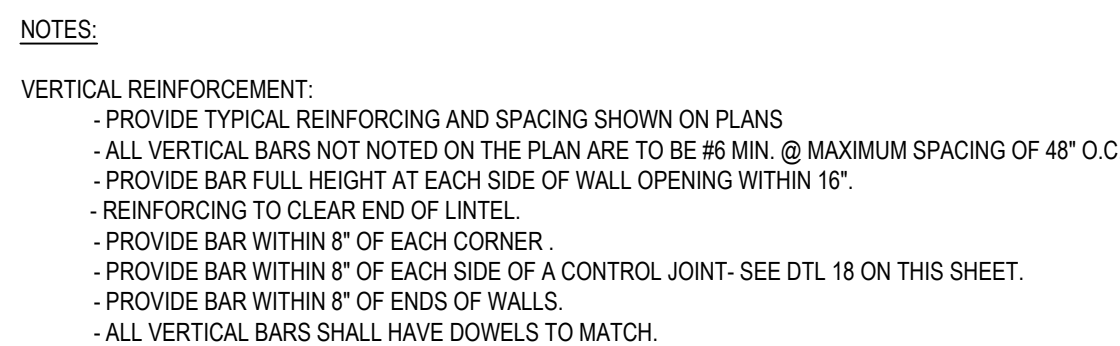 NOTES:
VERTICAL REINFORCEMENT:
- PROVIDE TYPICAL REINFORCING AND SPACING SHOWN ON PLANS
- ALL VERTICAL BARS NOT NOTED ON THE PLAN ARE TO BE #6 MIN. @ MAXIMUM SPACING OF 48" O.C
- PROVIDE BAR FULL HEIGHT AT EACH SIDE OF WALL OPENING WITHIN 16".
- REINFORCING TO CLEAR END OF LINTEL.
- PROVIDE BAR WITHIN 8" OF EACH CORNER .
- PROVIDE BAR WITHIN 8" OF EACH SIDE OF A CONTROL JOINT- SEE DTL 18 ON THIS SHEET.
- PROVIDE BAR WITHIN 8" OF ENDS OF WALLS.
- ALL VERTICAL BARS SHALL HAVE DOWELS TO MATCH.